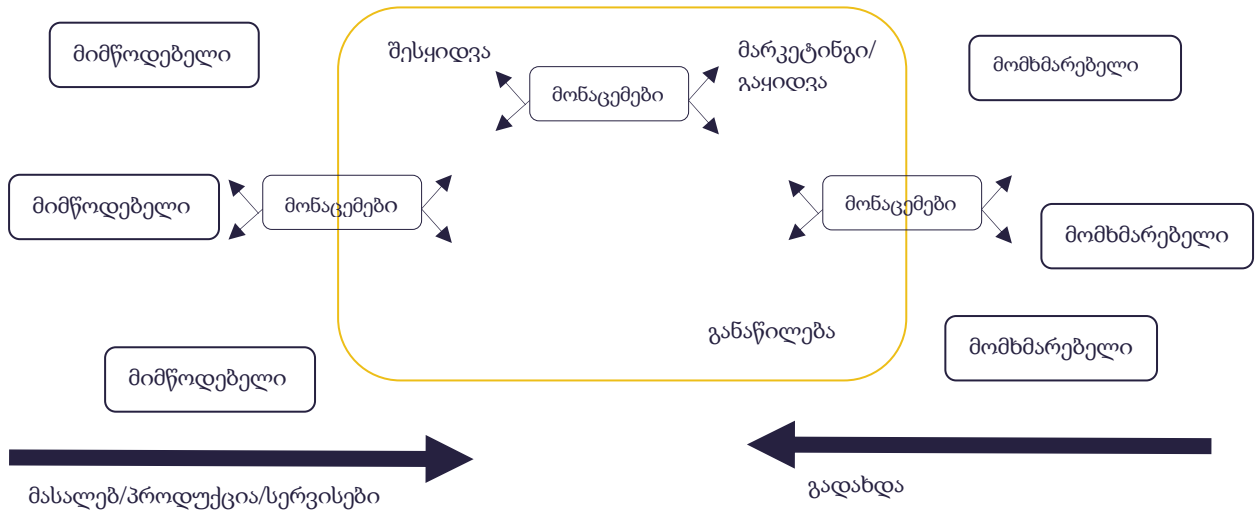 მიმწოდებელი
შესყიდვა
მონაცემები
მარკეტინგი/
გაყიდვა
მომხმარებელი
მიმწოდებელი
მონაცემები
მონაცემები
მომხმარებელი
განაწილება
მომხმარებელი
მიმწოდებელი
მასალებ/პროდუქცია/სერვისები
გადახდა